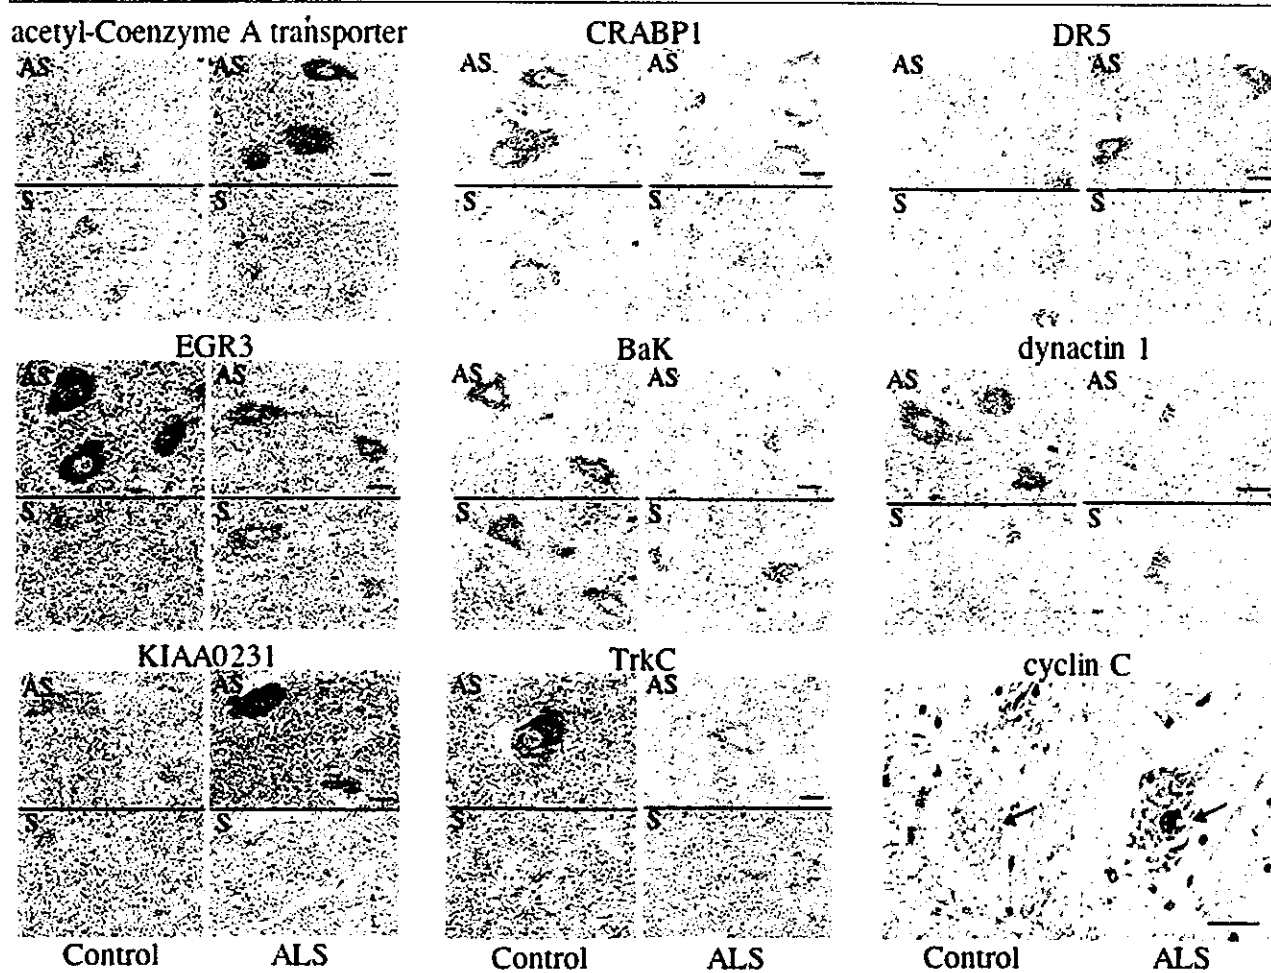 acetyl-Coenzyme A transporter CRABP1 DR5
AS AS AS AS AS AS
S S S S S
EGR3 BaK dynactin 1
AS AS AS AS AS AS
S S S S S S
KIAA0231 TrkC cyclin C
AS AS AS AS
S S S S
Control ALS Control ALS Control ALS